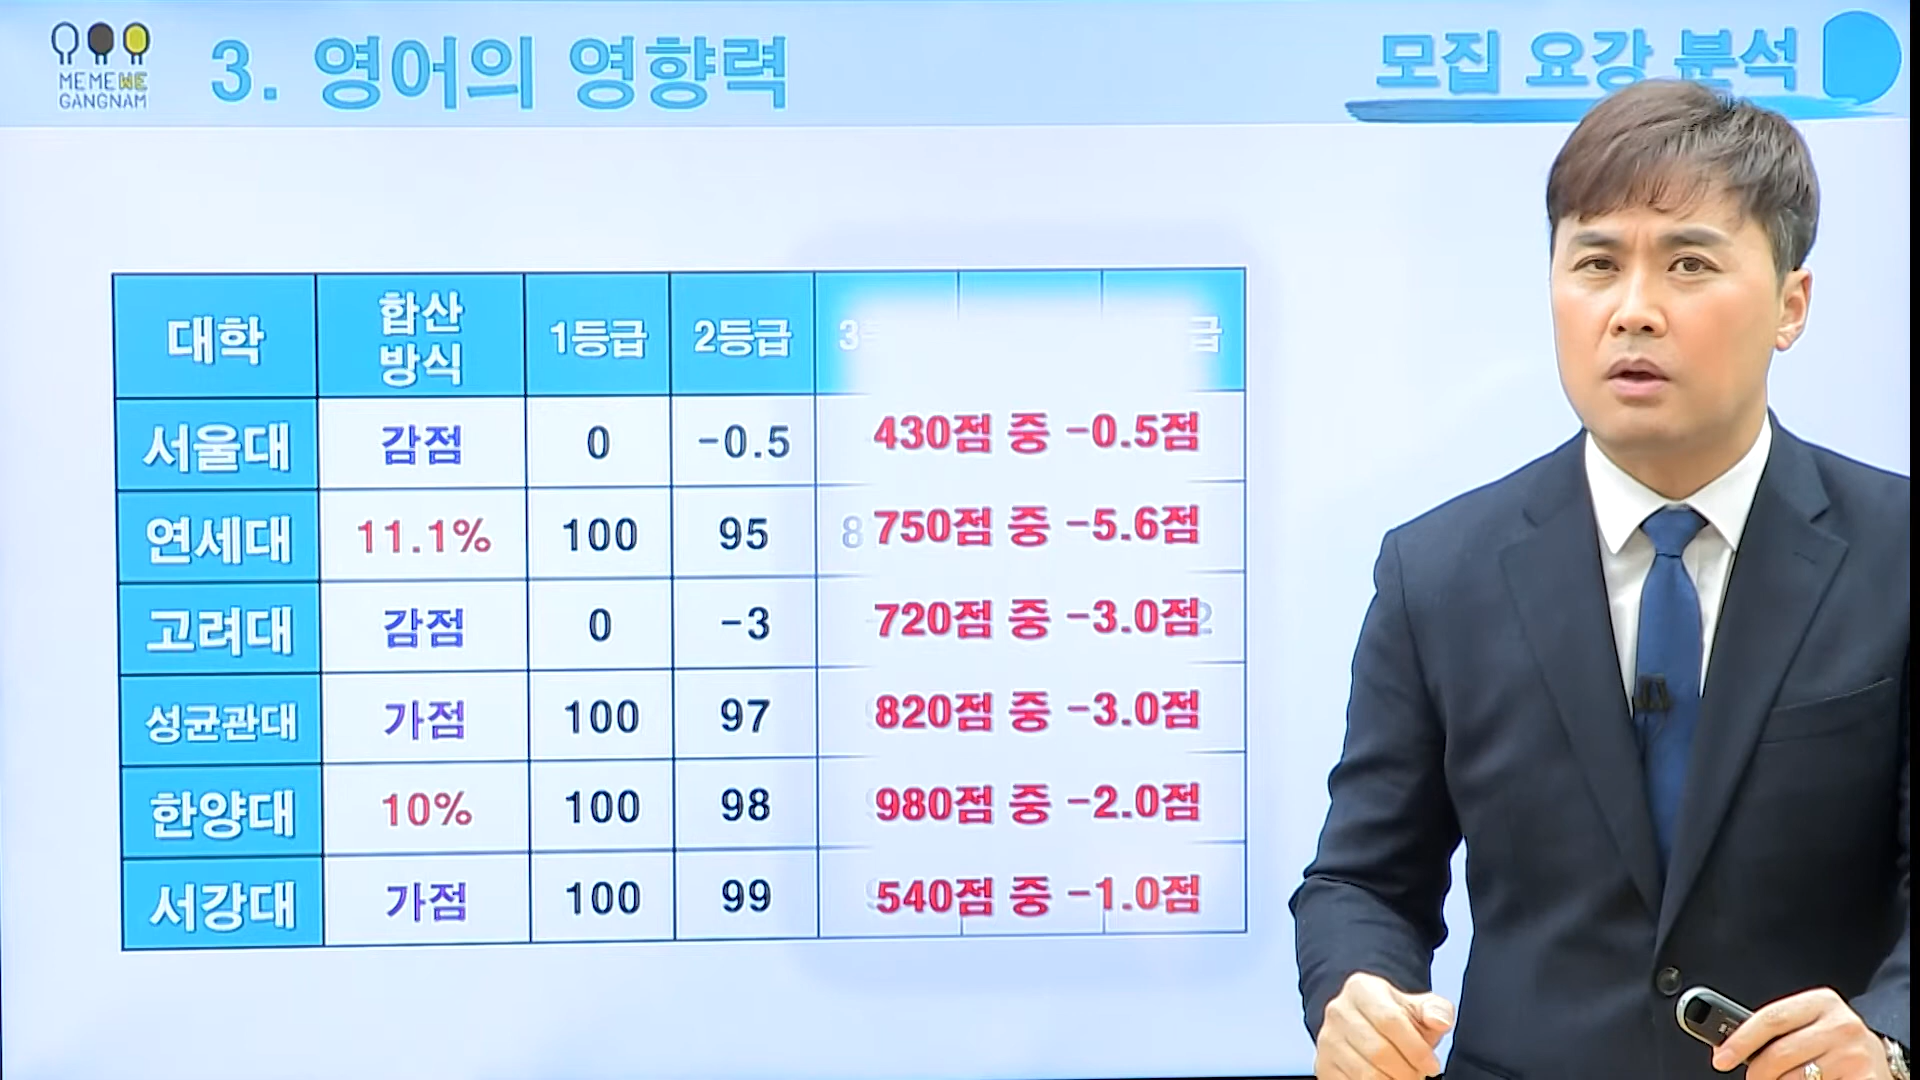 MEMEWE
GANGNAM
3. 영어의 영향력
모집 요강 분석
대학 합산 방식 1등급 2등급
서울대 감점 0 -0.5 430점 중 -0.5점
연세대 11.1% 100 95 8 750점 중 -5.6점
고려대 감점 0 -3 720점 중 -3.0점 2
성균관대 가점 100 97 820점 중 -3.0점
한양대 10% 100 98 980점 중 -2.0점
서강대 가점 100 99 540점 중 -1.0점